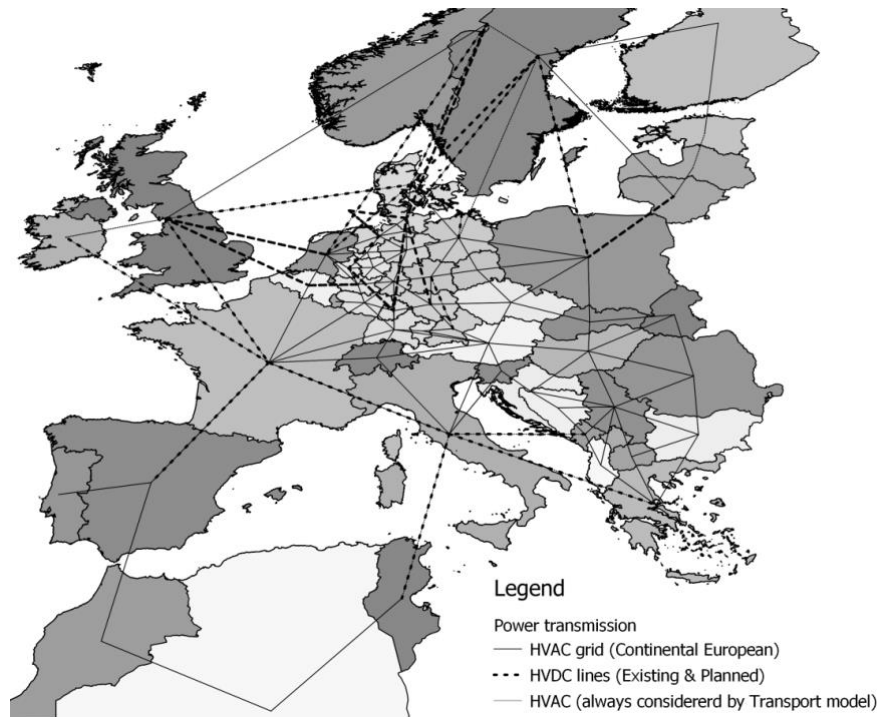 Legend
Power transmission
HVAC grid (Continental European)
HVDC lines (Existing & Planned)
HVAC (always considererd by Transport model)